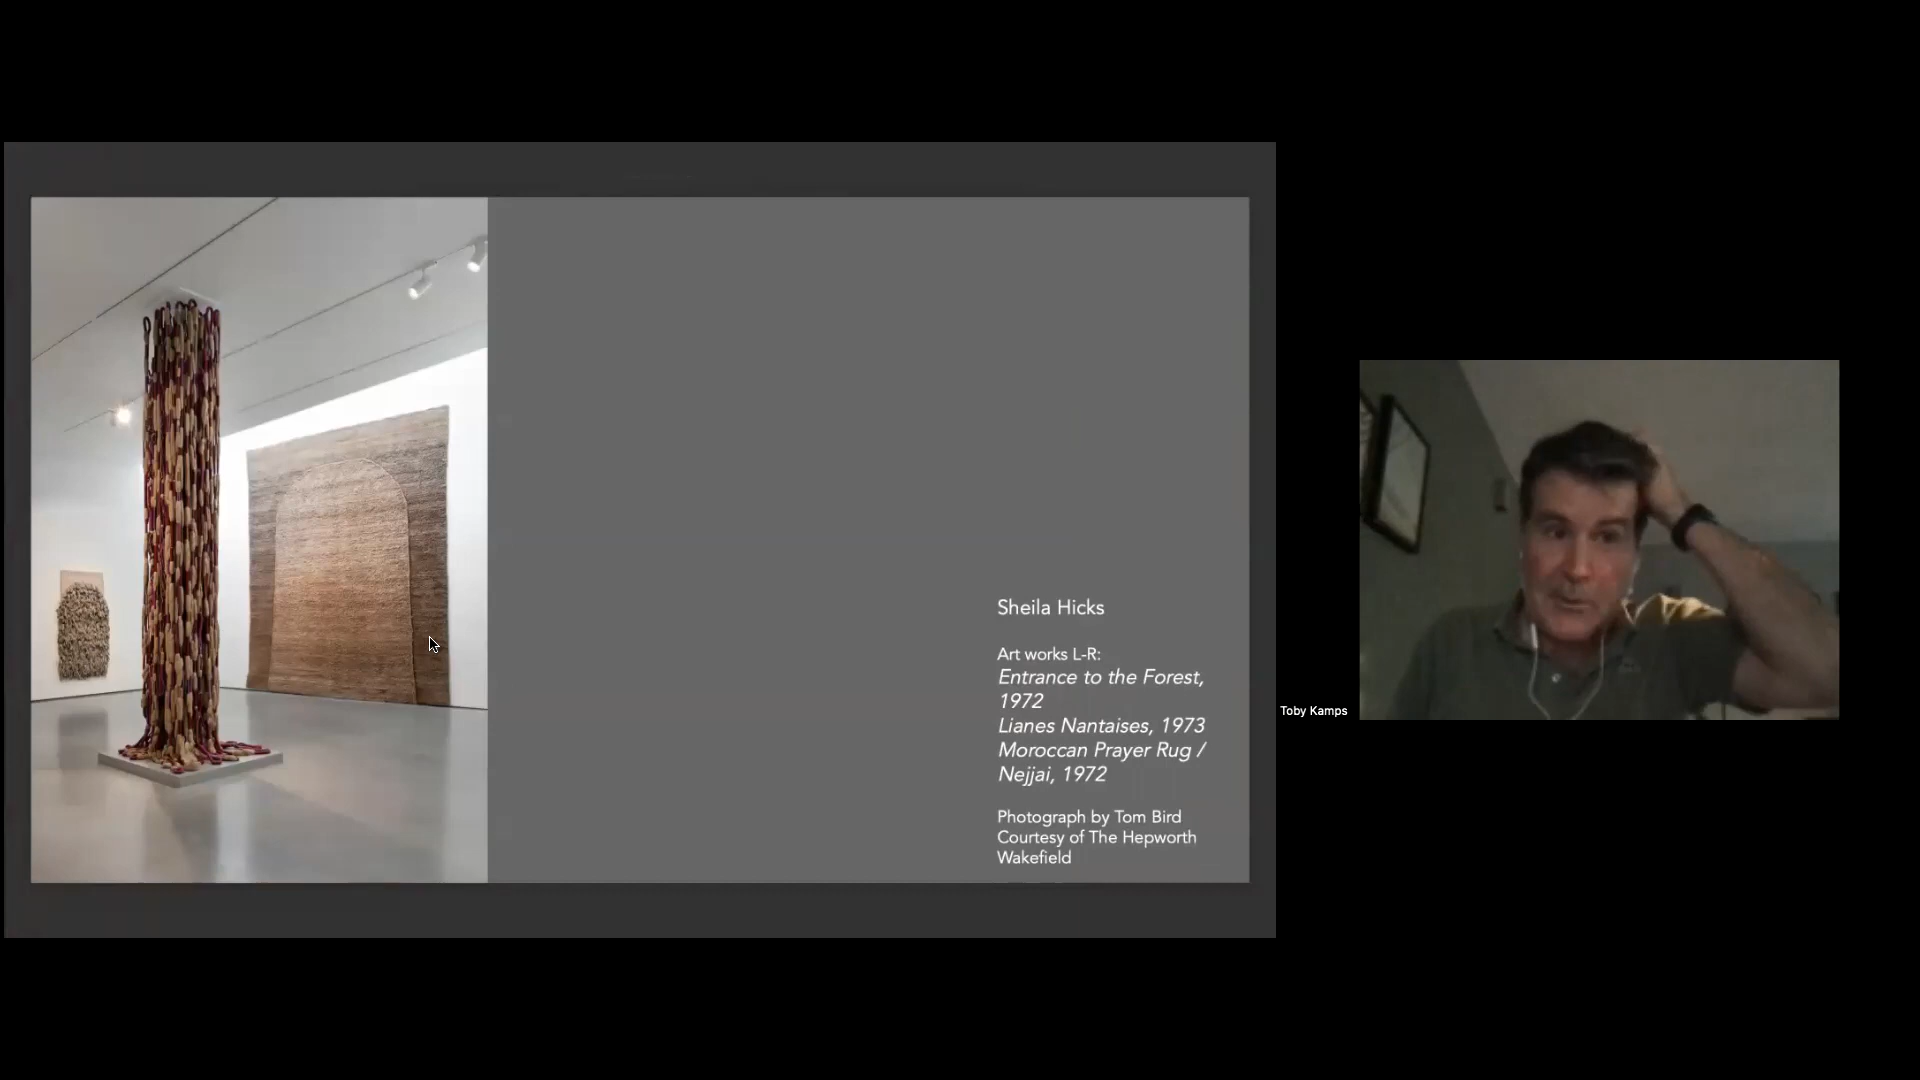 Sheila Hicks
Art works L-R:
Entrance to the Forest,
1972
Lianes Nantaises, 1973
Moroccan Prayer Rug /
Nejjai, 1972
Photograph by Tom Bird
Courtesy of The Hepworth
Wakefield
Toby Kamps